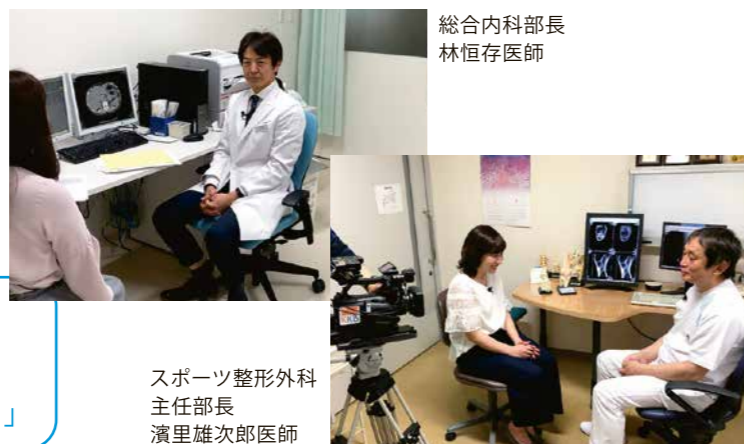 総合内科部長
林恒存医師
スポーツ整形外科
主任部長
濱里雄次郎医師
」